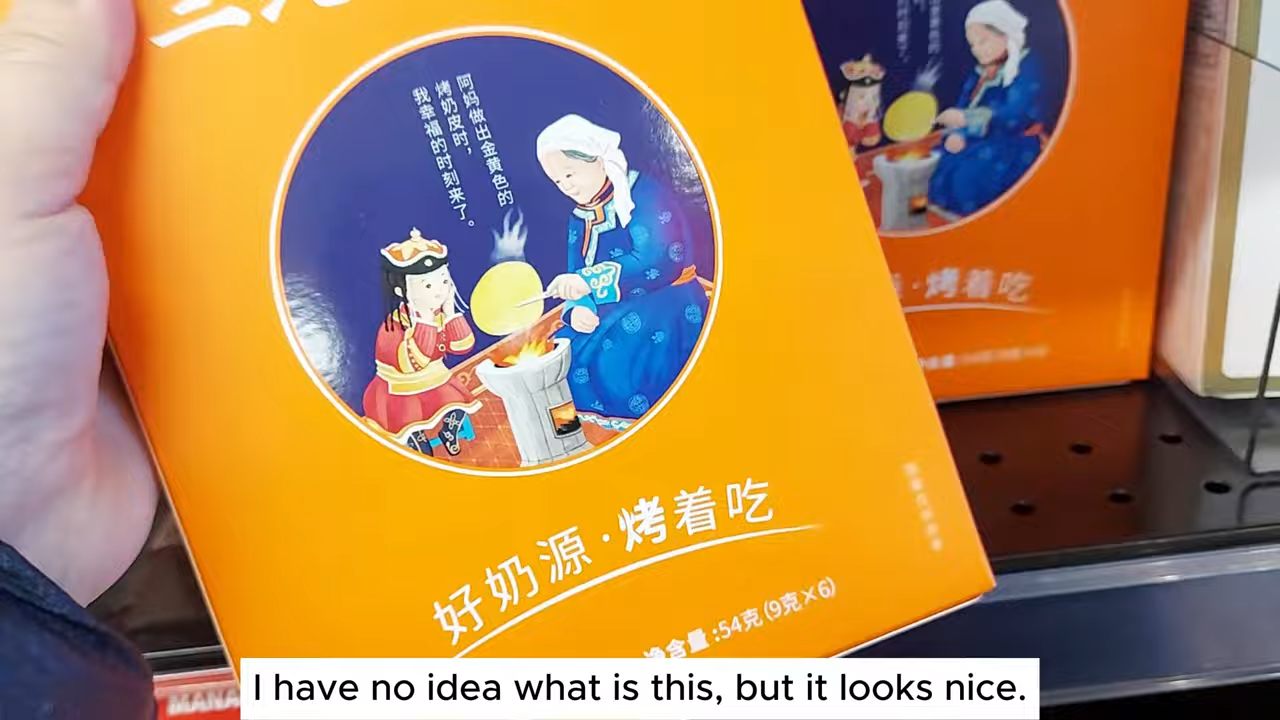 阿妈做出金黄色的
烤奶皮时，
我幸福的时刻来了。
好奶源·烤着吃
净含量:54克(9克×6)
烤着吃
I have no idea what is this, but it looks nice.